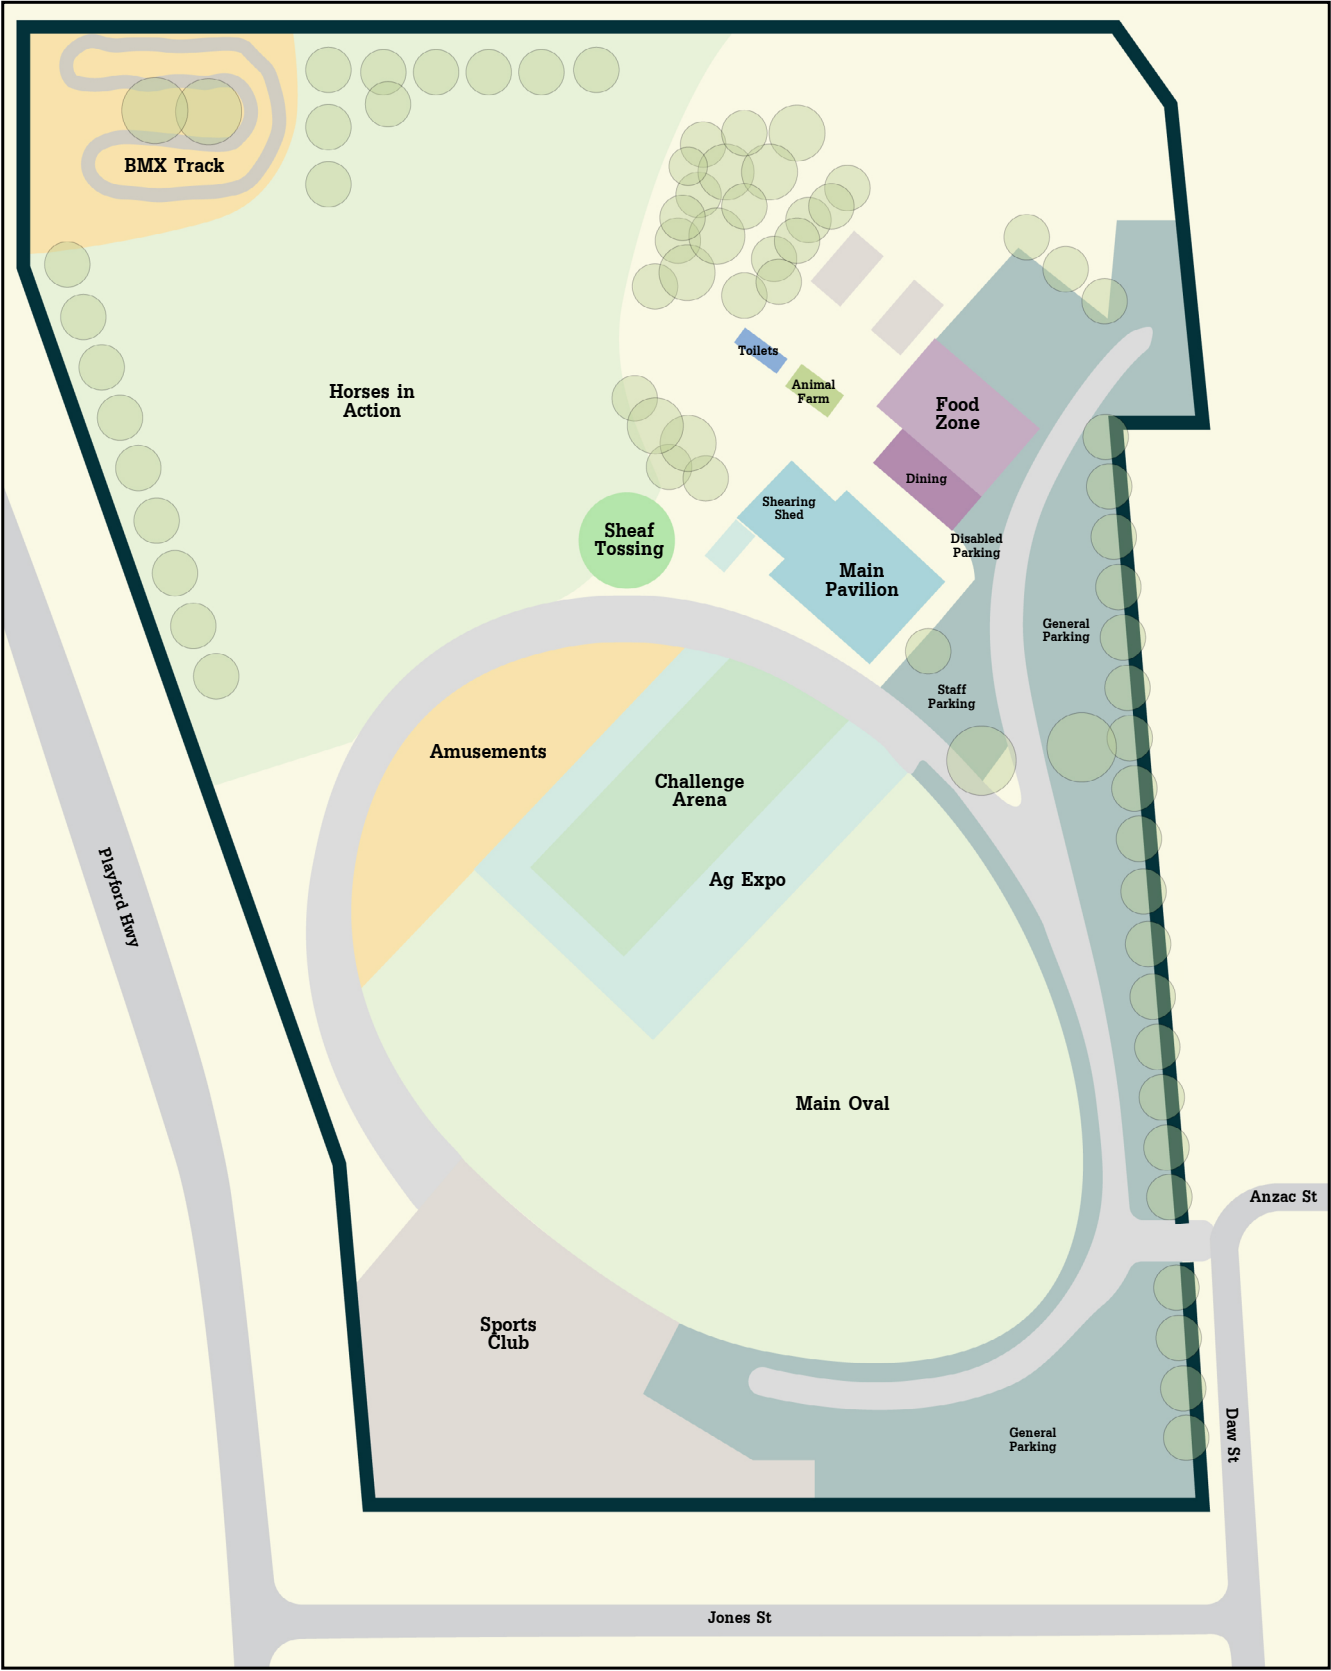 BMX Track
Horses in
Action
Toilets
Animal
Farm
Food
Zone
Dining
Shearing
Shed
Sheaf
Tossing
Disabled
Parking
Main
Pavilion
General
Parking
Staff
Parking
Amusements
Challenge
Arena
Ag Expo
Playford Hwy
Main Oval
Anzac St
Sports
Club
General
Parking
Daw St
Jones St